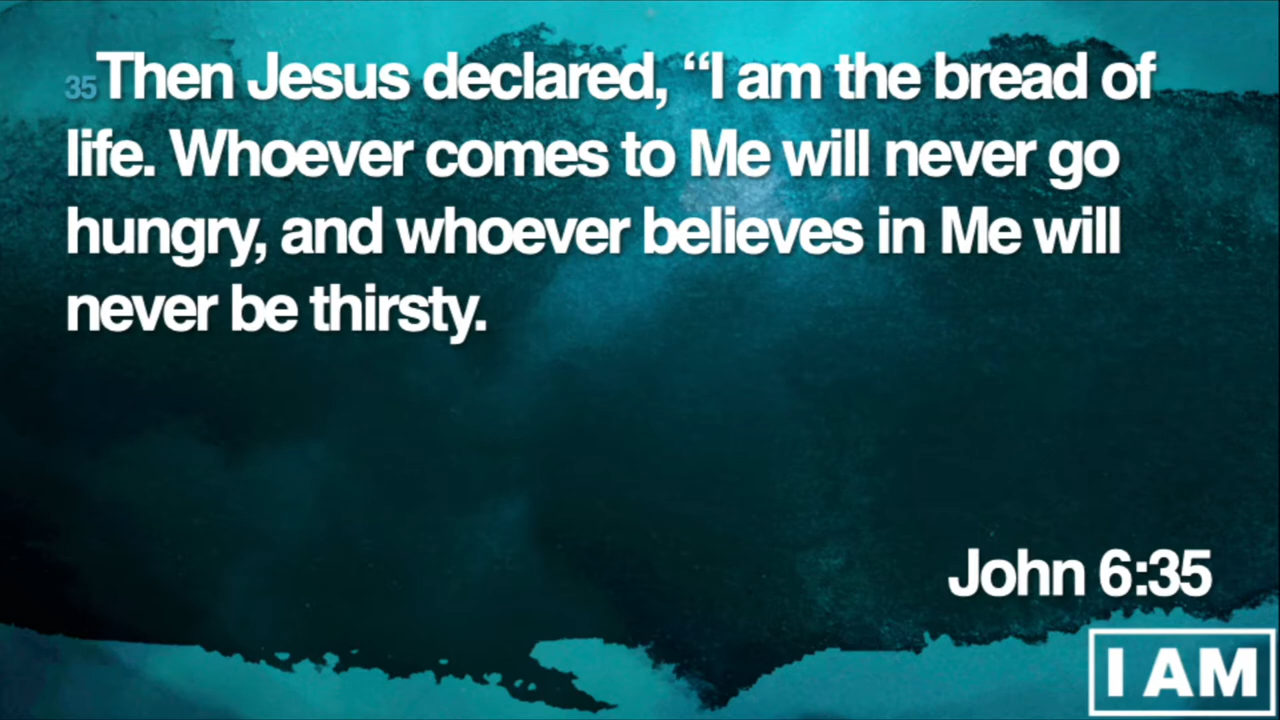 35Then Jesus declared, “I am the bread of
life. Whoever comes to Me will never go
hungry, and whoever believes in Me will
never be thirsty.
John 6:35
I AM